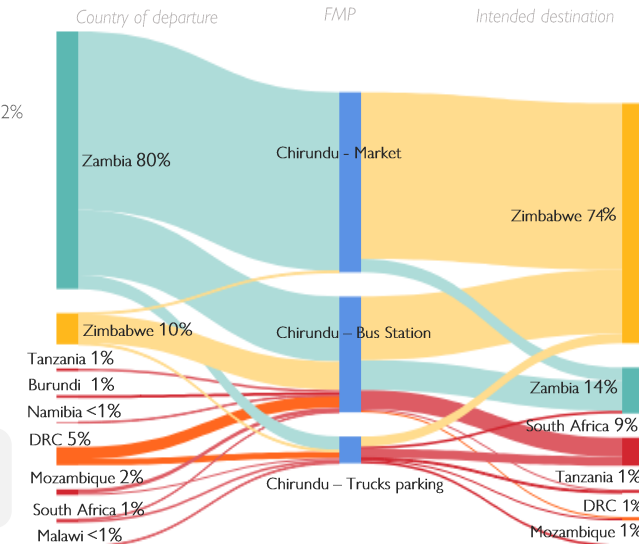 Country of departure
FMP
Intended destination
2%
Chirundu - Market
Zambia 80%
Zimbabwe 74%
Zimbabwe 10%
Chirundu – Bus Station
Tanzania 1%
Burundi 1%
Zambia 14%
Namibia <1%
South Africa 9%
DRC 5%
Mozambique 2%
Tanzania 1%
Chirundu – Trucks parking
South Africa 1%
DRC 1%
Malawi <1%
Mozambique 1%